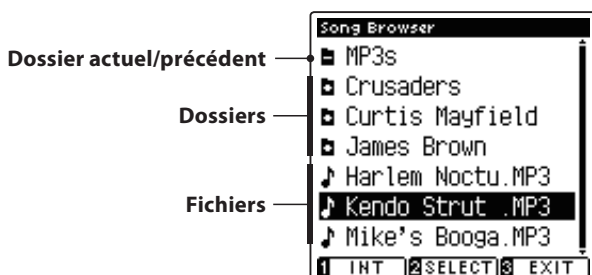 Song Browser
Dossier actuel/précédent
MP3s
Crusaders
Dossiers
Curtis Mayfield
James Brown
Harlem Noctu.MP3
Fichiers
Kendo Strut .MP3
Mike's Booga.MP3
1 INT 2 SELECT 3 EXIT